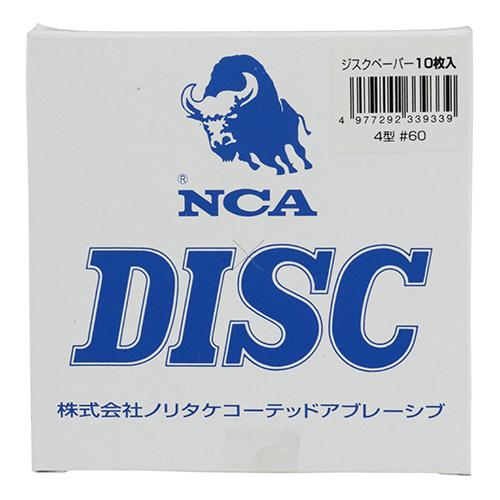 ジスクペーパー10枚入
4 977292 339339
4型 #60
® NCA
DISC
株式会社ノリタケコーテッドアブレーシブ